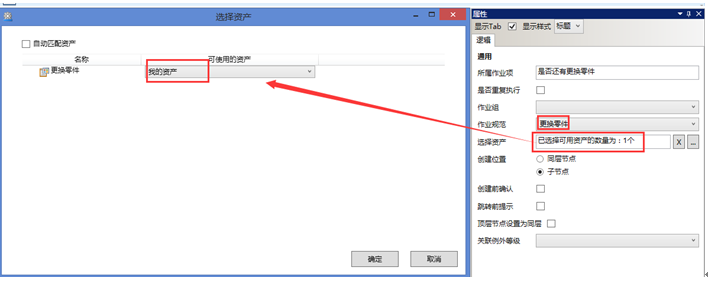 选择资产
自动匹配资产
名称 可使用的资产
更换零件 我的资产
确定 取消
属性
显示Tab 显示样式 标题
逻辑
通用
所属作业项 是否还有更换零件
是否重复执行
作业组
作业规范 更换零件
选择资产 已选择可用资产的数量为：1个 X ...
创建位置 同层节点
子节点
创建前确认
跳转前提示
顶层节点设置为同层
关联例外等级